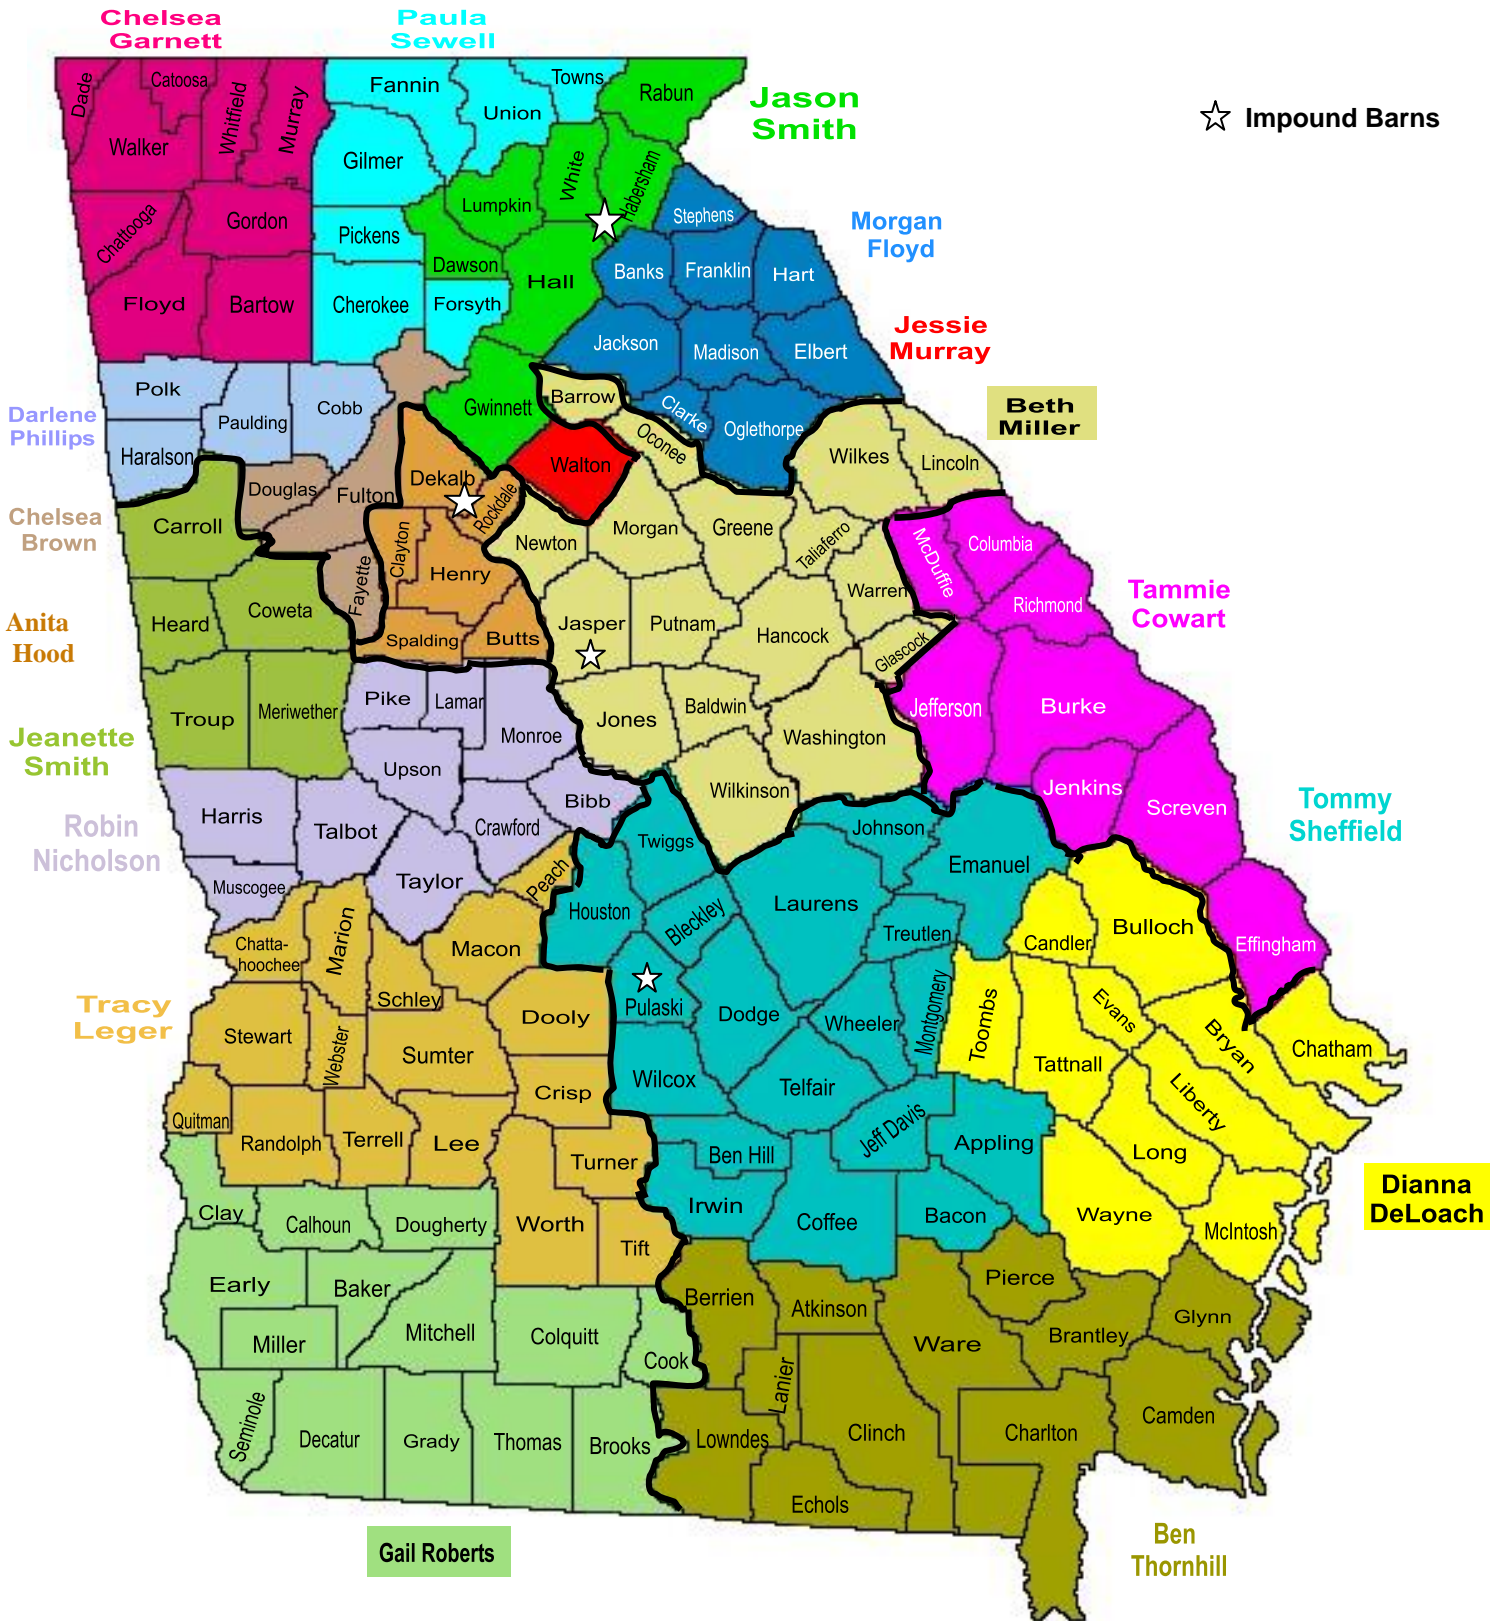 Chelsea
Garnett
Paula
Sewell
Jason
Smith
Impound Barns
Dade
Catoosa
Whitfield
Murray
Walker
Fannin
Union
Towns
Rabun
Gilmer
White
Habersham
Lumpkin
Chattooga
Gordon
Pickens
Dawson
Hall
Stephens
Morgan
Floyd
Banks
Franklin
Hart
Floyd
Bartow
Cherokee
Forsyth
Jackson
Madison
Elbert
Jessie
Murray
Polk
Paulding
Cobb
Gwinnett
Barrow
Clarke
Oglethorpe
Oconee
Beth
Miller
Darlene
Phillips
Haralson
Douglas
Fulton
Dekalb
Rockdale
Walton
Wilkes
Lincoln
Chelsea
Brown
Carroll
Clayton
Fayette
Henry
Newton
Morgan
Greene
Taliaferro
McDuffie
Columbia
Richmond
Warren
Tammie
Cowart
Anita
Hood
Heard
Coweta
Spalding
Butts
Jasper
Putnam
Hancock
Glascock
Troup
Meriwether
Pike
Lamar
Monroe
Jones
Baldwin
Washington
Jefferson
Burke
Jeanette
Smith
Upson
Bibb
Wilkinson
Jenkins
Screven
Robin
Nicholson
Harris
Talbot
Crawford
Twiggs
Johnson
Emanuel
Tommy
Sheffield
Muscogee
Taylor
Peach
Houston
Bleckley
Laurens
Treutlen
Candler
Bulloch
Effingham
Chatta-
hoochee
Marion
Macon
Schley
Dooly
Pulaski
Dodge
Wheeler
Montgomery
Toombs
Evans
Tattnall
Bryan
Chatham
Liberty
Tracy
Leger
Stewart
Webster
Sumter
Crisp
Wilcox
Telfair
Jeff Davis
Appling
Long
Quitman
Randolph
Terrell
Lee
Turner
Ben Hill
Irwin
Coffee
Bacon
Wayne
McIntosh
Dianna
DeLoach
Clay
Calhoun
Dougherty
Worth
Tift
Early
Baker
Miller
Mitchell
Colquitt
Cook
Berrien
Atkinson
Ware
Pierce
Brantley
Glynn
Lanier
Clinch
Charlton
Camden
Seminole
Decatur
Grady
Thomas
Brooks
Lowndes
Echols
Gail Roberts
Ben
Thornhill